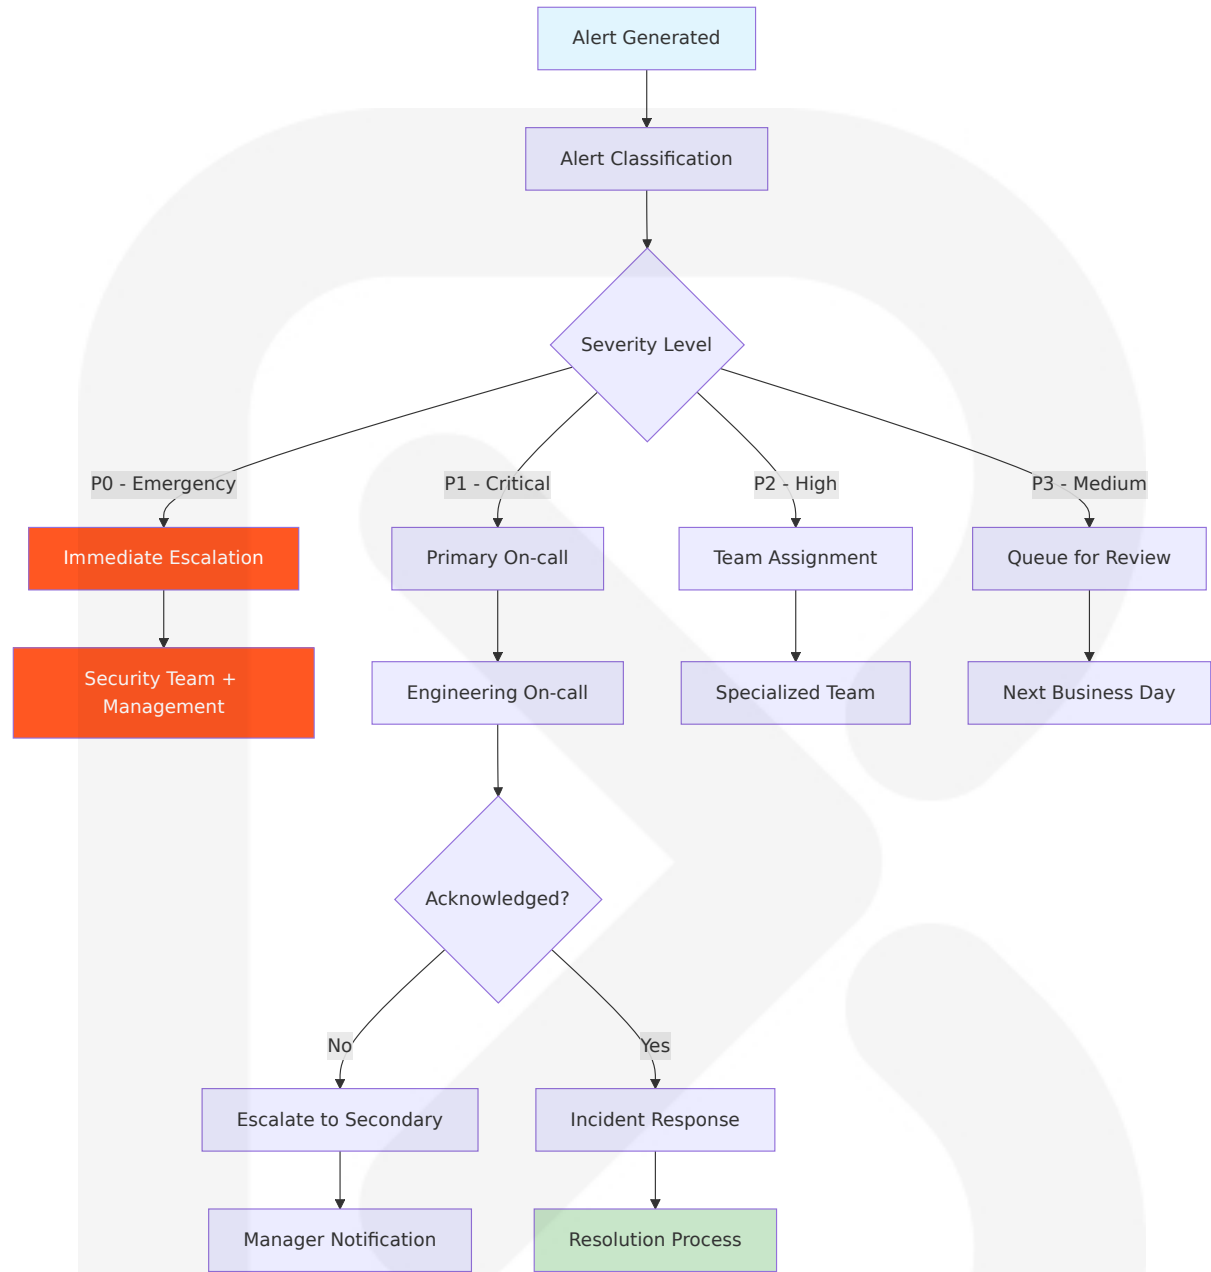 Alert Generated
Alert Classification
Severity Level
P0 - Emergency
P1 - Critical
P2 - High
P3 - Medium
Immediate Escalation
Primary On-call
Team Assignment
Queue for Review
Security Team +
Management
Engineering On-call
Specialized Team
Next Business Day
Acknowledged?
No
Yes
Escalate to Secondary
Incident Response
Manager Notification
Resolution Process